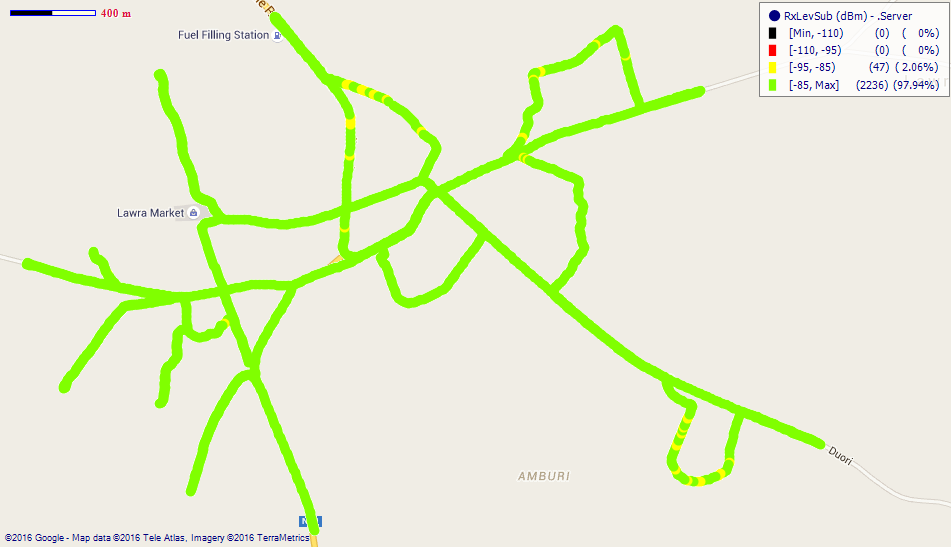 400 m
Fuel Filling Station
RxLevSub (dBm) - .Server
[Min, -110) (0) ( 0%)
[-110, -95) (0) ( 0%)
[-95, -85) (47) ( 2.06%)
[-85, Max] (2236) (97.94%)
Lawra Market
Duori
AMBURI
©2016 Google - Map data ©2016 Tele Atlas, Imagery ©2016 TerraMetrics